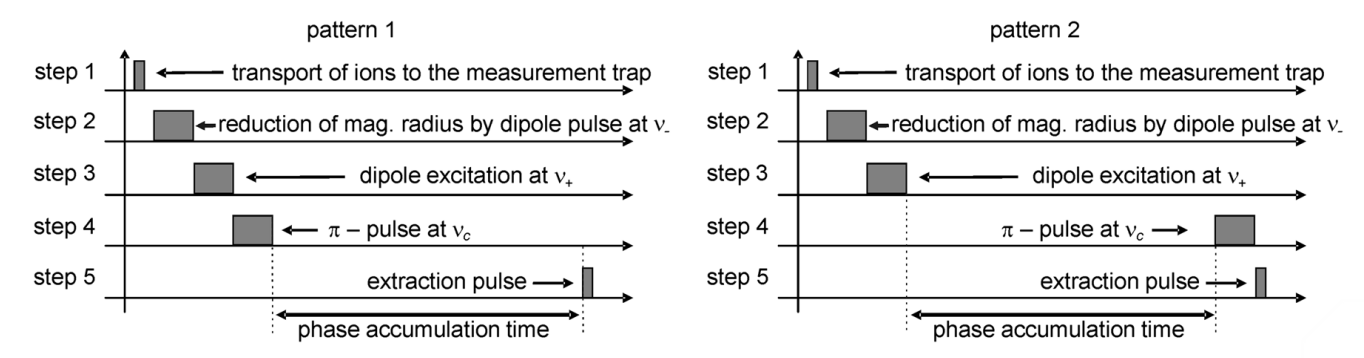 pattern 1
step 1 transport of ions to the measurement trap
step 2 reduction of mag. radius by dipole pulse at ν-
step 3 dipole excitation at ν+
step 4 π – pulse at νc
step 5 extraction pulse
phase accumulation time
pattern 2
step 1 transport of ions to the measurement trap
step 2 reduction of mag. radius by dipole pulse at ν-
step 3 dipole excitation at ν+
step 4 π – pulse at νc
step 5 extraction pulse
phase accumulation time